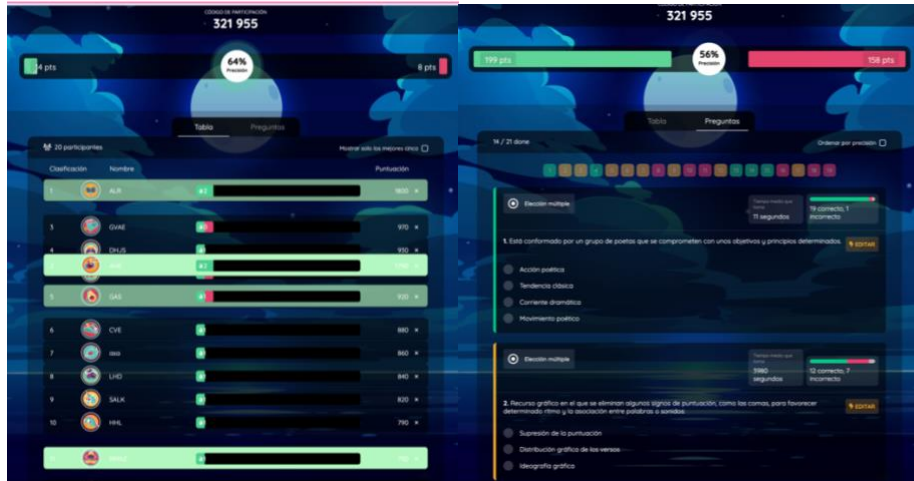 CÓDIGO DE PARTICIPACIÓN
321 955
14 pts
64%
Precisión
8 pts
Tabla
Preguntas
20 participantes
Mostrar solo los mejores cinco
Clasificación
Nombre
Puntuación
1 ALR 1800
3 GVAE 970
4 DHJS 930
5 GAS 920
6 CVE 880
7 860
8 LHD 840
9 SALK 820
10 HHL 790
321 955
199 pts
56%
Precisión
158 pts
Tabla
Preguntas
14 / 21 done
Ordenar por precisión
Elección múltiple
11 segundos
19 correcto, 1 incorrecto
1. Está conformado por un grupo de poetas que se comprometen con unos objetivos y principios determinados.
EDITAR
Acción poética
Tendencia clásica
Corriente dramática
Movimiento poético
Elección múltiple
5980 segundos
12 correcto, 7 incorrecto
2. Recurso gráfico en el que se eliminan algunos signos de puntuación, como las comas, para favorecer
determinado ritmo y la asociación entre palabras o sonidos
EDITAR
Supresión de la puntuación
Distribución gráfica de los versos
Ideografía gráfico